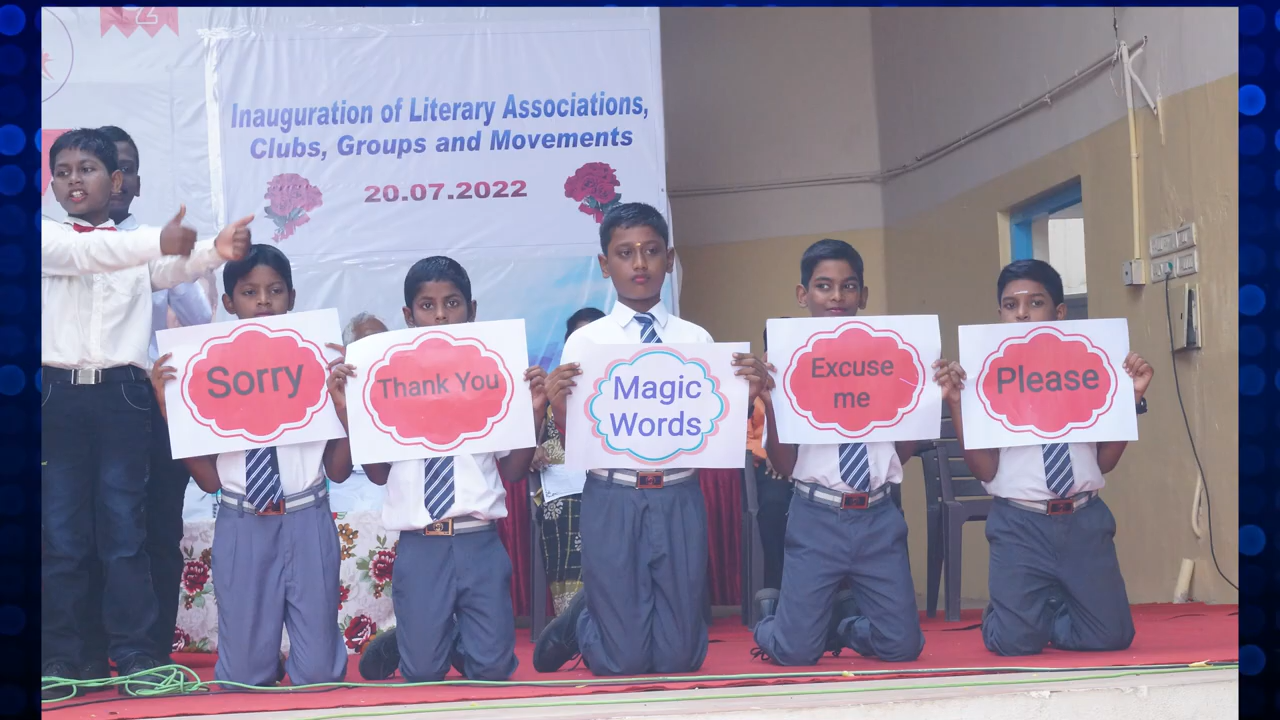 2
Inauguration of Literary Associations,
Clubs, Groups and Movements
20.07.2022
Sorry
Thank You
Magic
Words
Excuse
me
Please